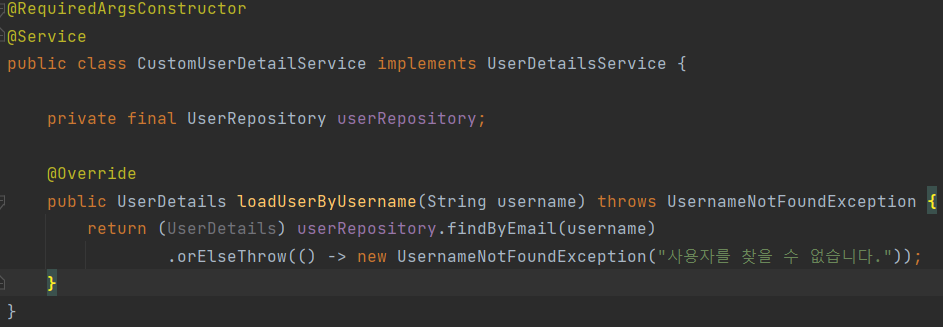 @RequiredArgsConstructor
@Service
public class CustomUserDetailService implements UserDetailsService {
private final UserRepository userRepository;
@Override
public UserDetails loadUserByUsername(String username) throws UsernameNotFoundException {
return (UserDetails) userRepository.findByEmail(username)
.orElseThrow(() -> new UsernameNotFoundException("사용자를 찾을 수 없습니다."));
}
}